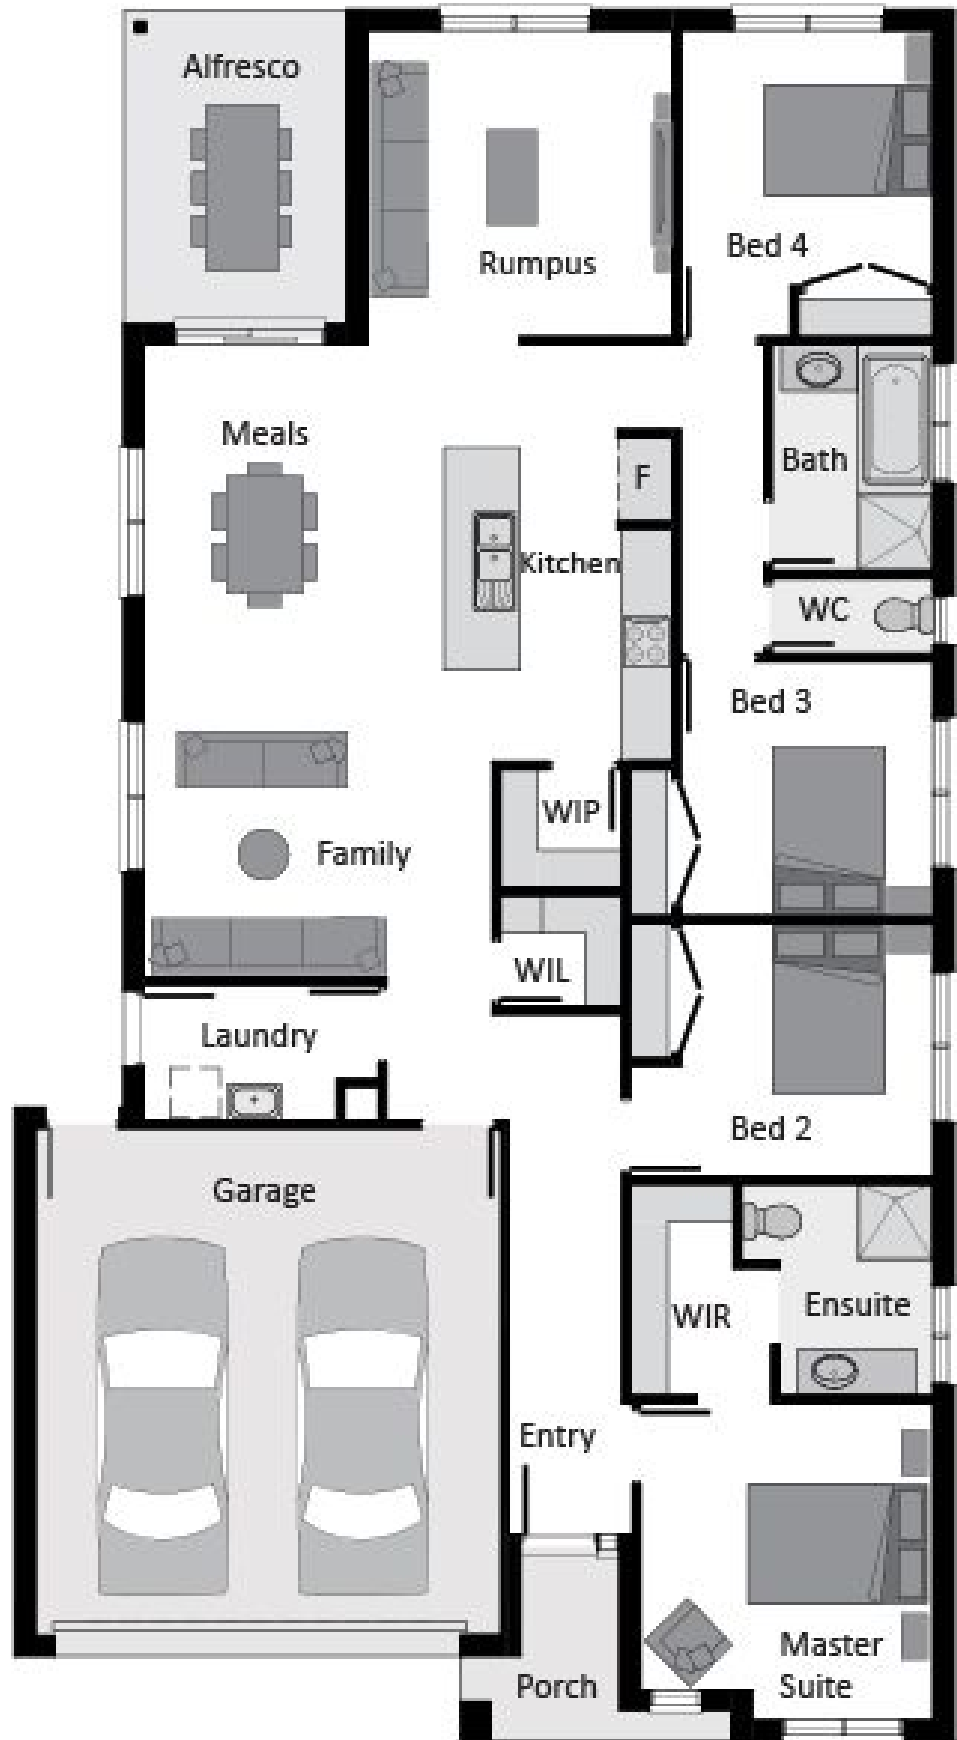 Alfresco
Rumpus
Bed 4
Meals
Bath
F
Kitchen
WC
Bed 3
WIP
Family
WIL
Laundry
Bed 2
Garage
Ensuite
WIR
Entry
Master
Suite
Porch